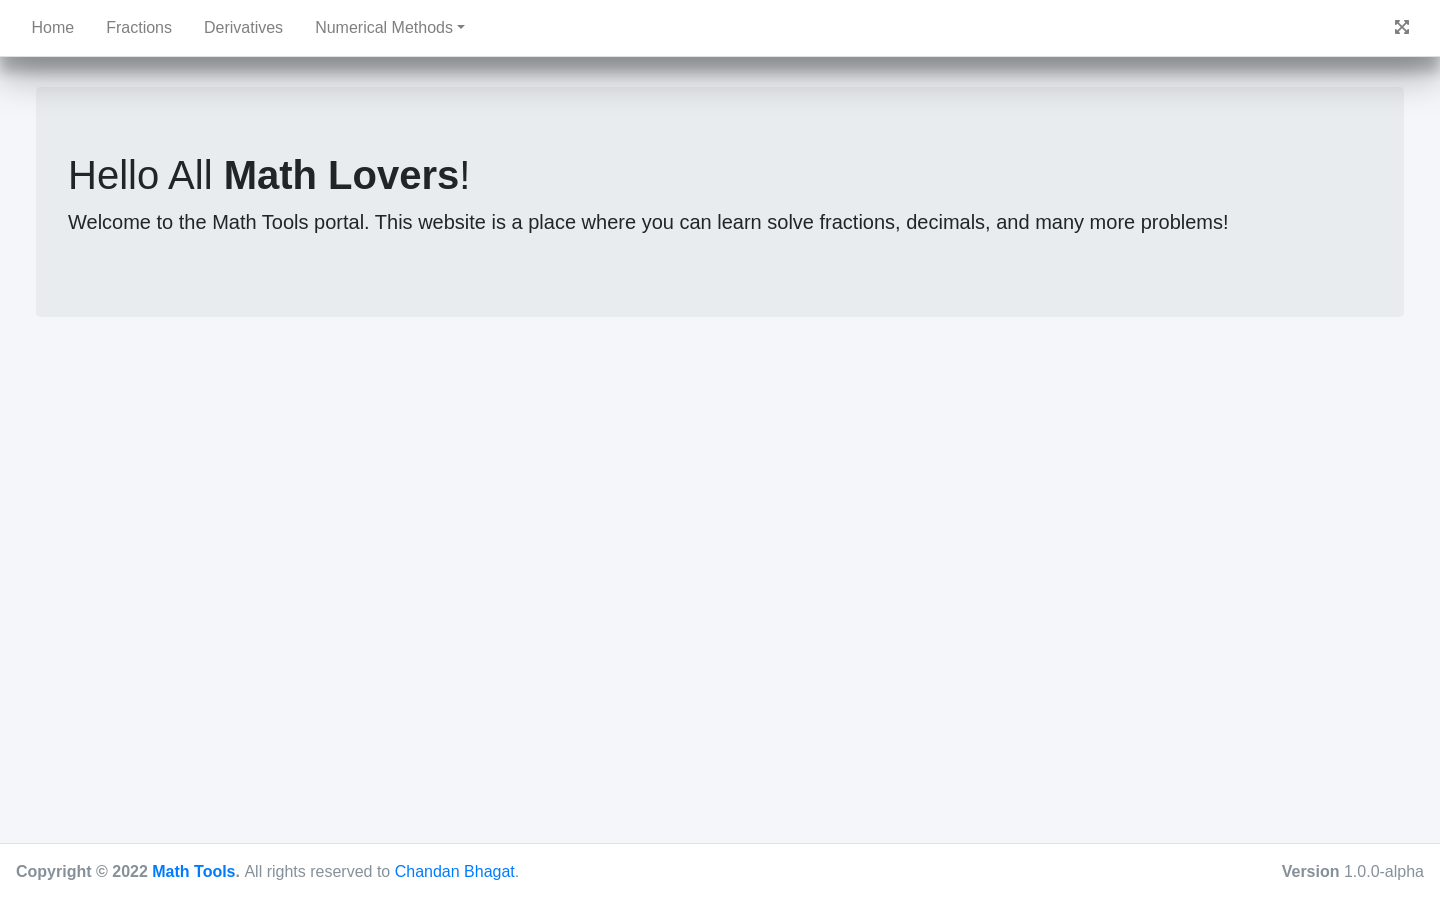 Home Fractions Derivatives Numerical Methods
Hello All Math Lovers!
Welcome to the Math Tools portal. This website is a place where you can learn solve fractions, decimals, and many more problems!
Copyright © 2022 Math Tools. All rights reserved to Chandan Bhagat. Version 1.0.0-alpha